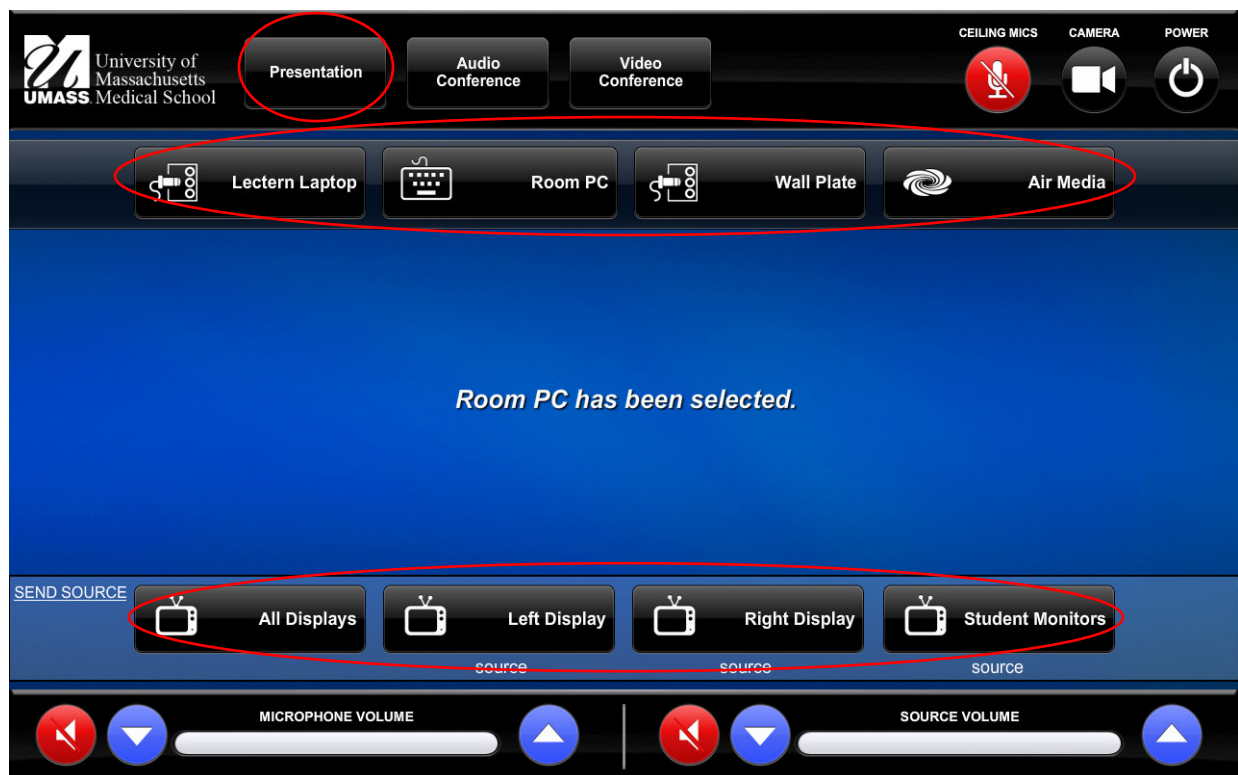 University of
Massachusetts
UMASS Medical School
Presentation
Audio
Conference
Video
Conference
CEILING MICS
CAMERA
POWER
Lectern Laptop
Room PC
Wall Plate
Air Media
Room PC has been selected.
SEND SOURCE
All Displays
Left Display
Right Display
Student Monitors
source
source
source
MICROPHONE VOLUME
SOURCE VOLUME